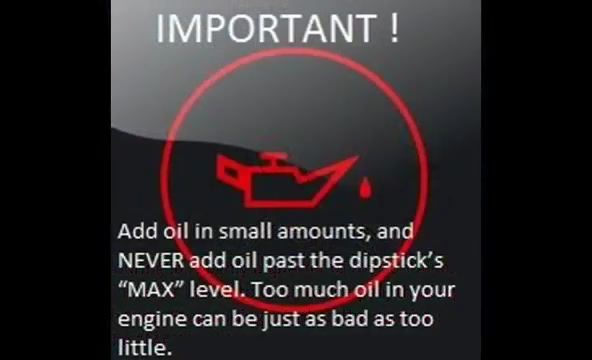 IMPORTANT !
Add oil in small amounts, and
NEVER add oil past the dipstick’s
“MAX” level. Too much oil in your
engine can be just as bad as too
little.